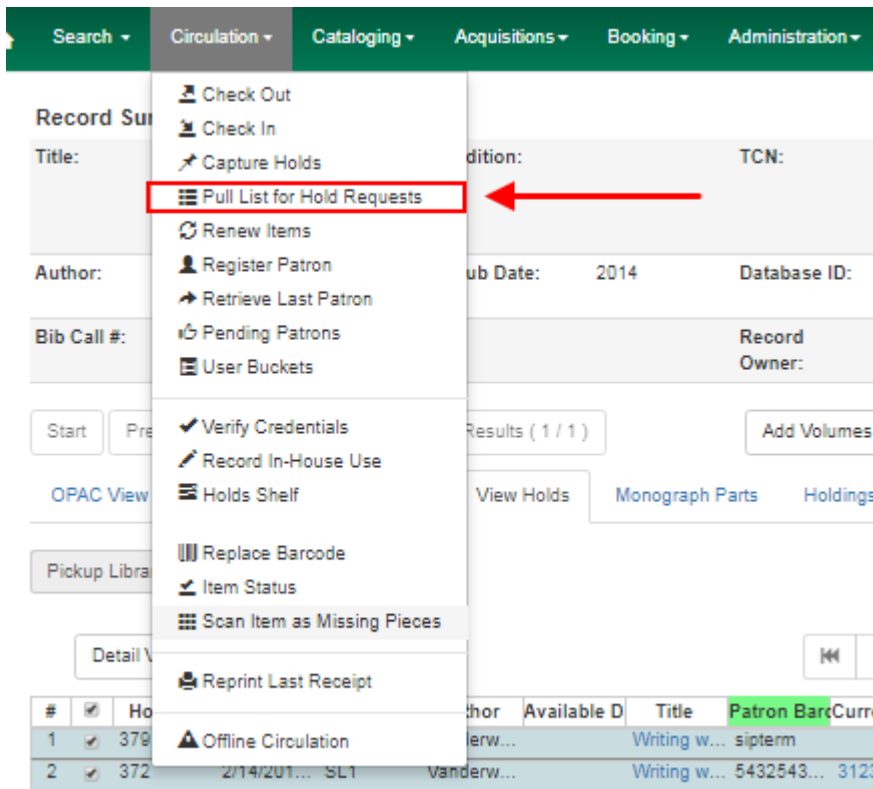 Search Circulation Cataloging Acquisitions Booking Administration
Check Out
Record Sur
Check In
Title: dition: TCN:
Capture Holds
Pull List for Hold Requests
Renew Items
Author: Register Patron ub Date: 2014 Database ID:
Retrieve Last Patron
Bib Call #: Pending Patrons Record
Owner:
User Buckets
Start Pre Verify Credentials Results ( 1 / 1 ) Add Volumes
Record In-House Use
OPAC View Holds Shelf View Holds Monograph Parts Holdings
Replace Barcode
Pickup Librar
Item Status
Scan Item as Missing Pieces
Detail V
Reprint Last Receipt
# Ho thor Available D Title Patron Barc Curre
1 379 Offline Circulation lerw... Writing w... sipterm
2 372 2/14/201... SL1 Vanderw... Writing w... 5432543... 3123